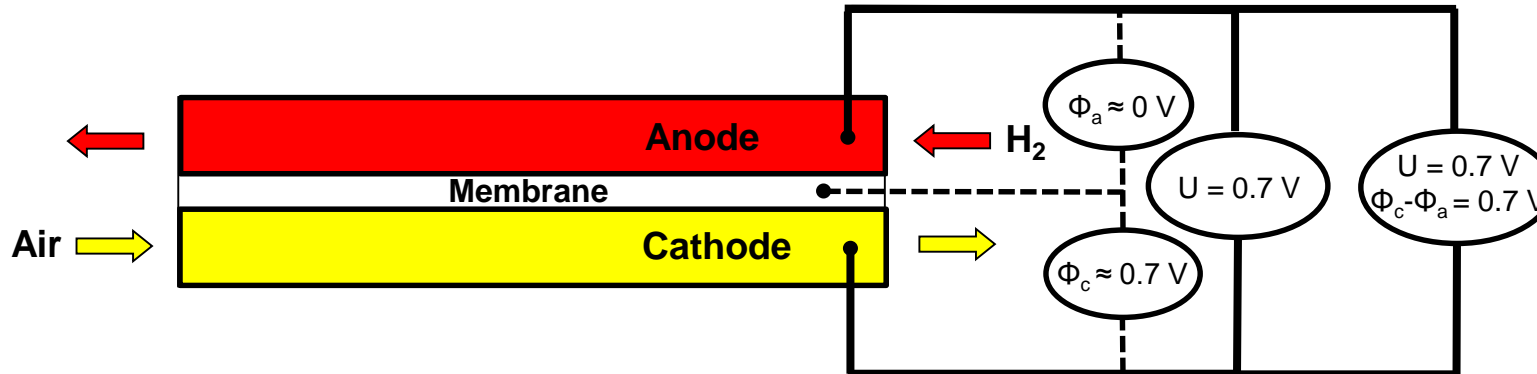 Φₐ ≈ 0 V
Anode
H₂
Membrane
U = 0.7 V
U = 0.7 V
Φc-Φₐ = 0.7 V
Air
Cathode
Φc ≈ 0.7 V